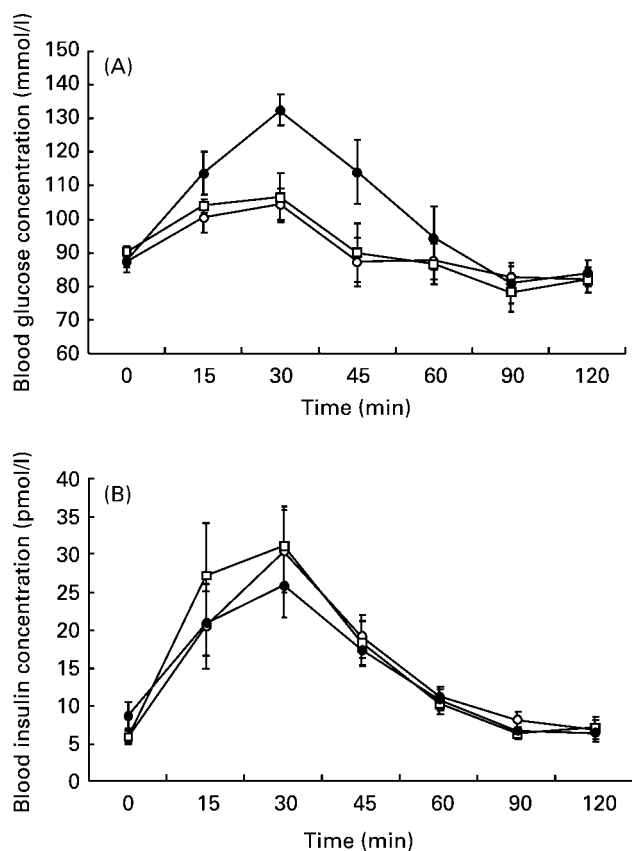 Blood glucose concentration (mmol/l)
(A)
150
140
130
120
110
100
90
80
70
60
0 15 30 45 60 90 120
Time (min)
Blood insulin concentration (pmol/l)
(B)
40
35
30
25
20
15
10
5
0
0 15 30 45 60 90 120
Time (min)